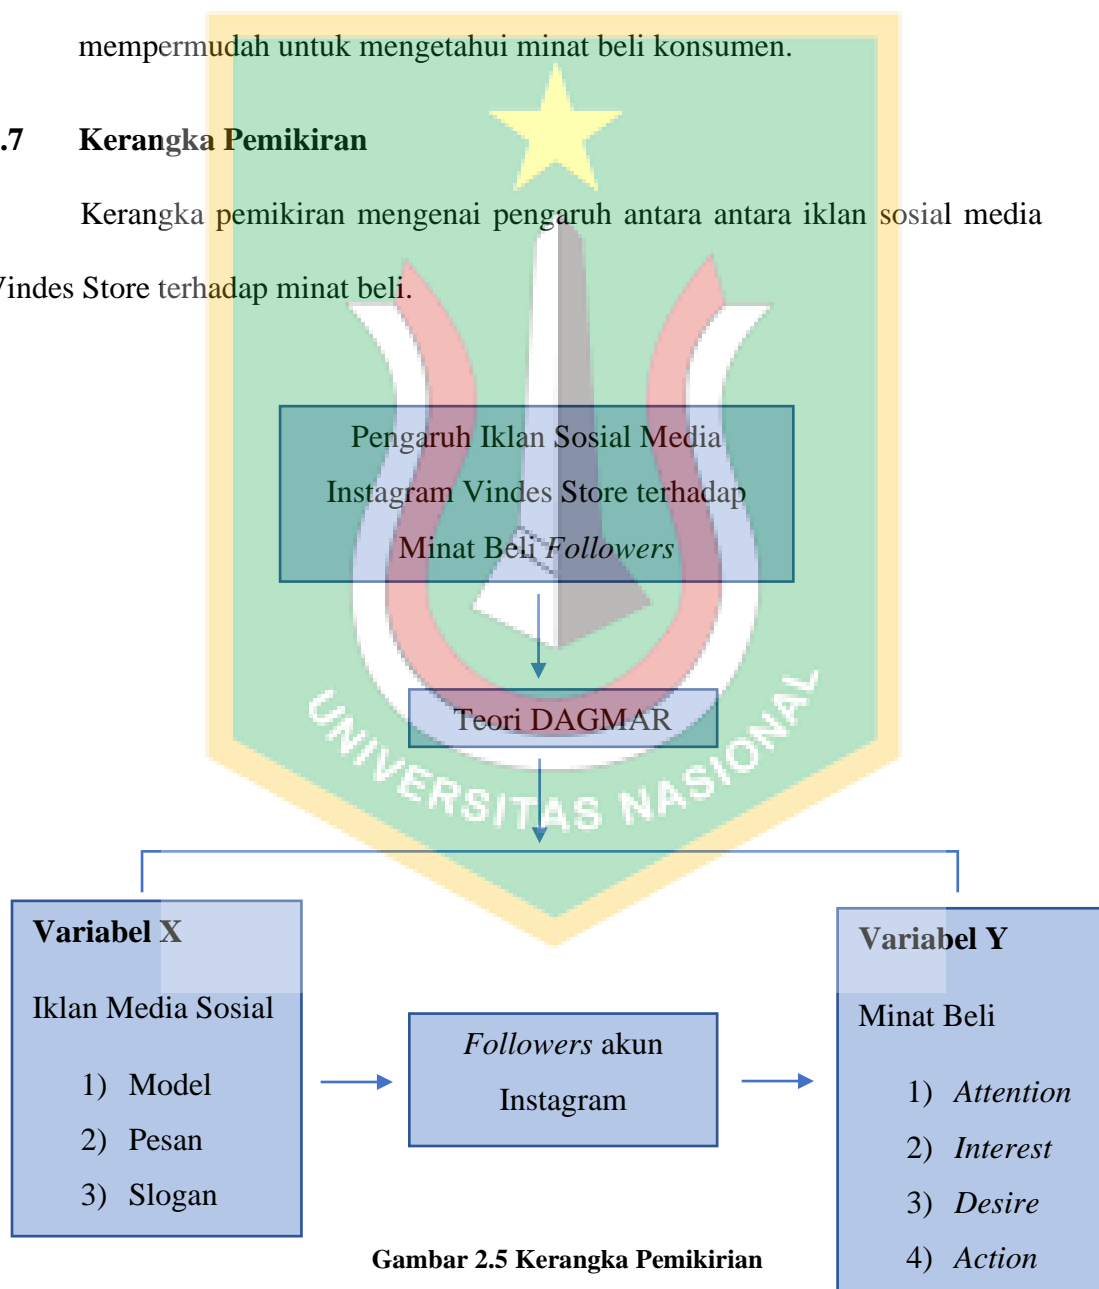 mempermudah untuk mengetahui minat beli konsumen.
.7 Kerangka Pemikiran
Kerangka pemikiran mengenai pengaruh antara antara iklan sosial media
Vindes Store terhadap minat beli.
Pengaruh Iklan Sosial Media
Instagram Vindes Store terhadap
Minat Beli Followers
Teori DAGMAR
UNIVERSITAS NASIONAL
Variabel X
Iklan Media Sosial
1) Model
2) Pesan
3) Slogan
Followers akun
Instagram
Variabel Y
Minat Beli
1) Attention
2) Interest
3) Desire
4) Action
Gambar 2.5 Kerangka Pemikirian